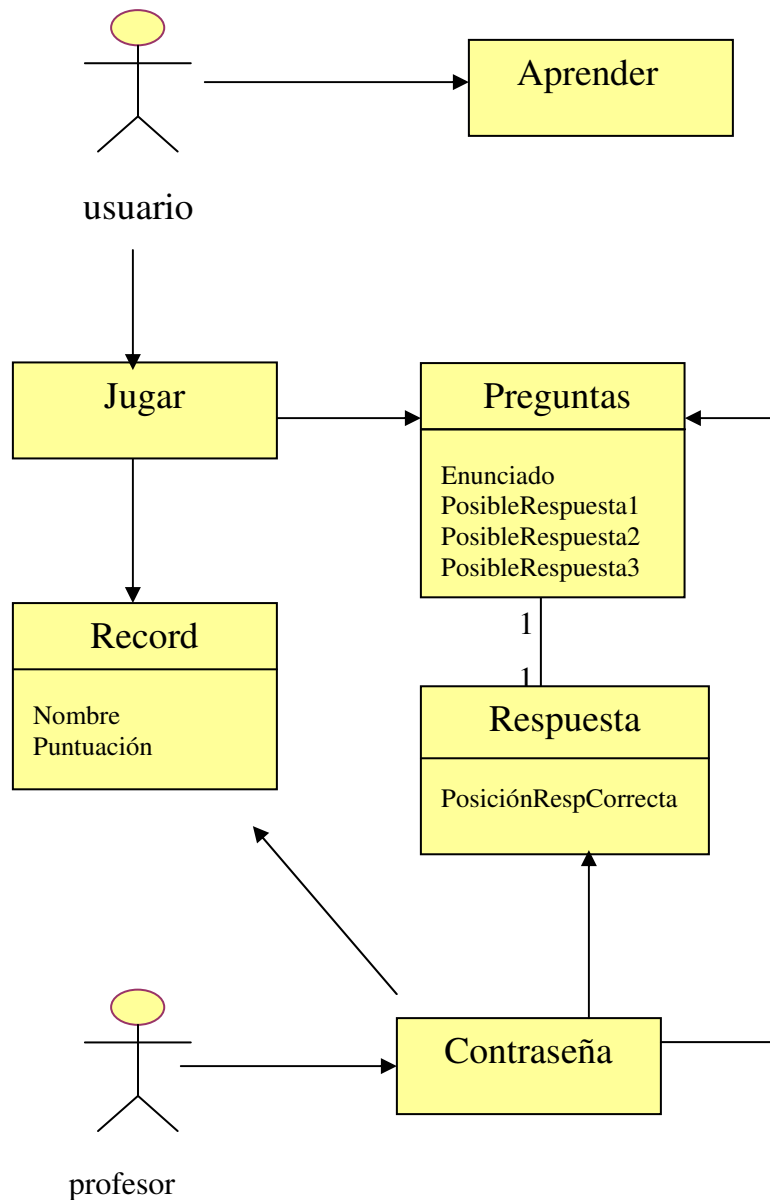 Aprender
usuario
Jugar
Preguntas
Enunciado
PosibleRespuesta1
PosibleRespuesta2
PosibleRespuesta3
Record
Nombre
Puntuación
1
1
Respuesta
PosiciónRespCorrecta
Contraseña
profesor